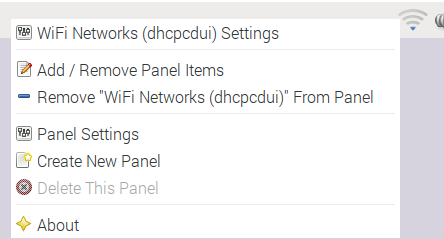 WiFi Networks (dhcpcdui) Settings
Add / Remove Panel Items
Remove "WiFi Networks (dhcpcdui)" From Panel
Panel Settings
Create New Panel
Delete This Panel
About